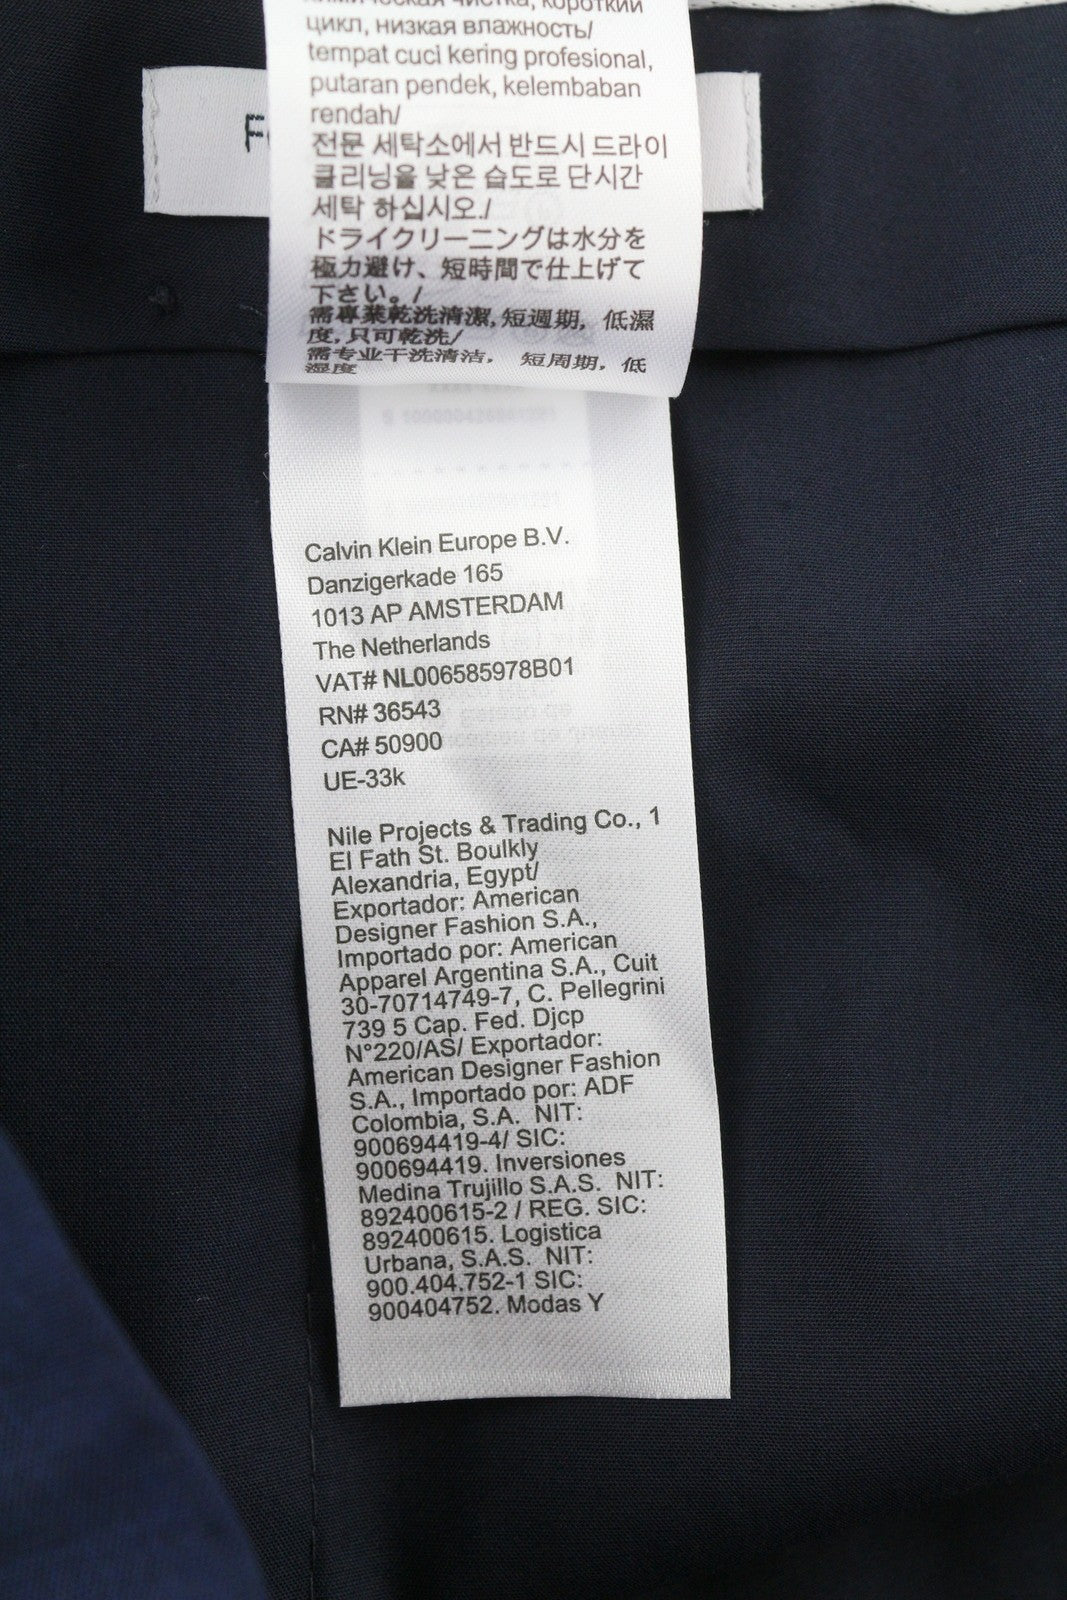 химическая чистка, короткий
цикл, низкая влажность/
tempat cuci kering profesional,
putaran pendek, kelembaban
rendah/
전문 세탁소에서 반드시 드라이
클리닝을 낮은 습도로 단시간
세탁 하십시오./
ドライクリーニングは水分を
極力避け、短時間で仕上げて
下さい。/
需專業乾洗清潔, 短週期, 低濕
度, 只可乾洗/
需专业干洗清洁, 短周期, 低
湿度
Calvin Klein Europe B.V.
Danzigerkade 165
1013 AP AMSTERDAM
The Netherlands
VAT# NL006585978B01
RN# 36543
CA# 50900
UE-33k
Nile Projects & Trading Co., 1
El Fath St. Boulkly
Alexandria, Egypt/
Exportador: American
Designer Fashion S.A.,
Importado por: American
Apparel Argentina S.A., Cuit
30-70714749-7, C. Pellegrini
739 5 Cap. Fed. Djcp
N°220/AS/ Exportador:
American Designer Fashion
S.A., Importado por: ADF
Colombia, S.A. NIT:
900694419-4/ SIC:
900694419. Inversiones
Medina Trujillo S.A.S. NIT:
892400615-2 / REG. SIC:
892400615. Logistica
Urbana, S.A.S. NIT:
900.404.752-1 SIC:
900404752. Modas Y